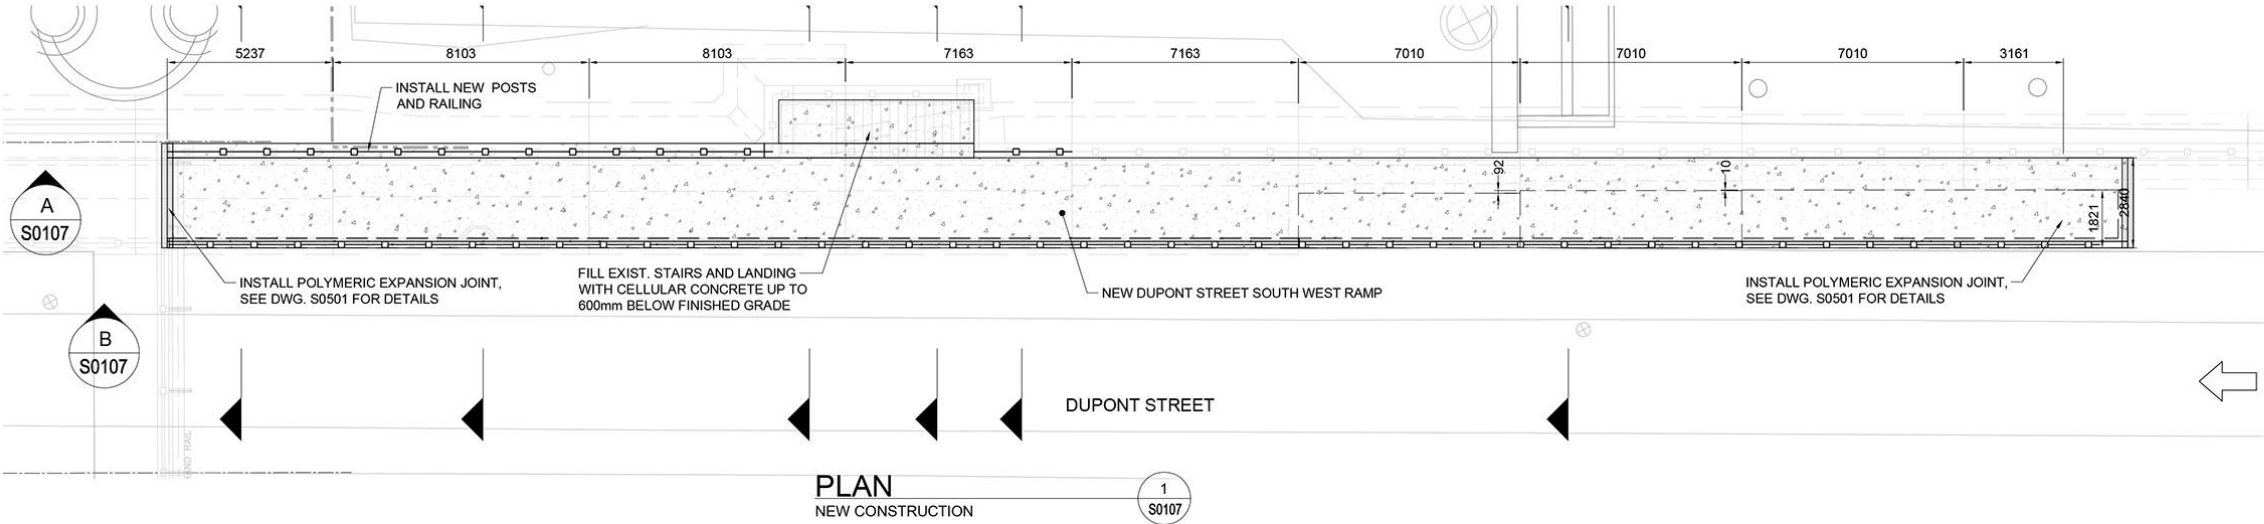 5237
8103
8103
7163
7163
7010
7010
7010
3161
INSTALL NEW POSTS
AND RAILING
92
10
A
S0107
1821
2840
INSTALL POLYMERIC EXPANSION JOINT,
SEE DWG. S0501 FOR DETAILS
FILL EXIST. STAIRS AND LANDING
WITH CELLULAR CONCRETE UP TO
600mm BELOW FINISHED GRADE
NEW DUPONT STREET SOUTH WEST RAMP
INSTALL POLYMERIC EXPANSION JOINT,
SEE DWG. S0501 FOR DETAILS
B
S0107
DUPONT STREET
HAND RAIL
PLAN
NEW CONSTRUCTION
1
S0107